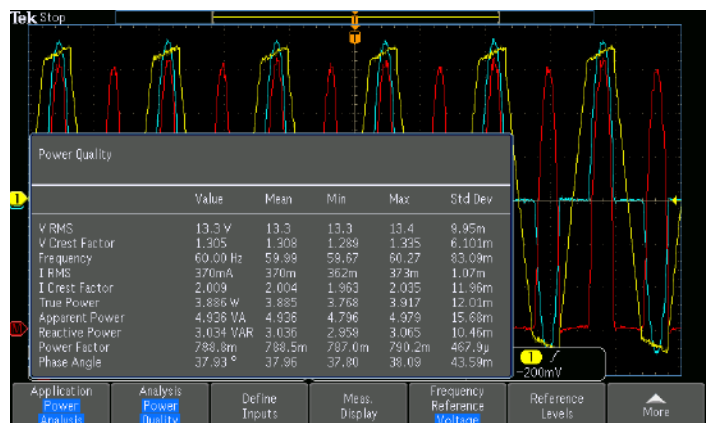 Tek Stop
T
T
1
Power Quality
Value Mean Min Max Std Dev
V RMS 13.3 V 13.3 13.3 13.4 9.95m
V Crest Factor 1.305 1.308 1.289 1.335 6.101m
Frequency 60.00 Hz 59.99 59.67 60.27 83.09m
I RMS 370mA 370m 362m 373m 1.07m
I Crest Factor 2.009 2.004 1.963 2.035 11.96m
True Power 3.886 W 3.885 3.768 3.917 12.01m
Apparent Power 4.936 VA 4.936 4.796 4.979 15.68m
Reactive Power 3.034 VAR 3.036 2.959 3.065 10.46m
Power Factor 788.8m 788.5m 787.0m 790.2m 467.9µ
Phase Angle 37.93 ° 37.96 37.80 38.09 43.59m
M
1
-200mV
Application
Power
Analysis
Analysis
Power
Quality
Define
Inputs
Meas.
Display
Frequency
Reference
Voltage
Reference
Levels
More